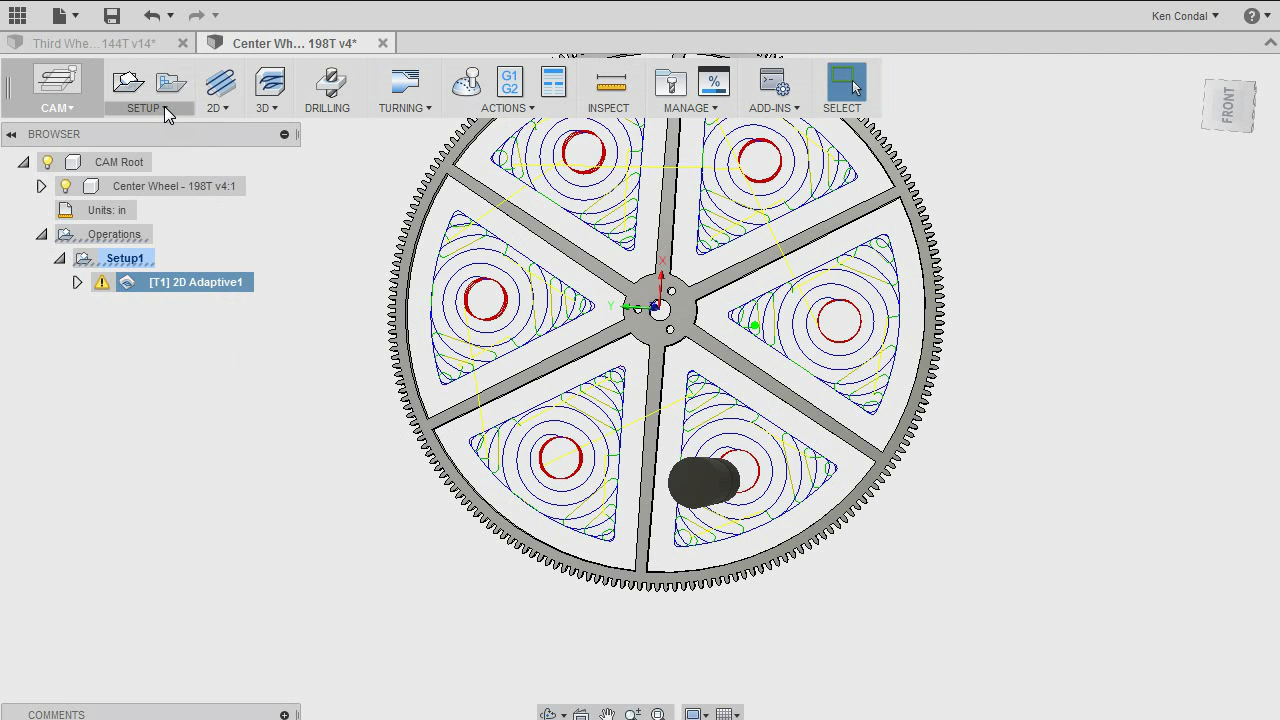 Ken Condal
?
Third Whe... 144T v14*
Center Wh... 198T v4*
G1
G2
%
CAM
SETUP
2D
3D
DRILLING
TURNING
ACTIONS
INSPECT
MANAGE
ADD-INS
SELECT
FRONT
BROWSER
CAM Root
Center Wheel - 198T v4:1
Units: in
Operations
Setup1
[T1] 2D Adaptive1
X
Y
COMMENTS